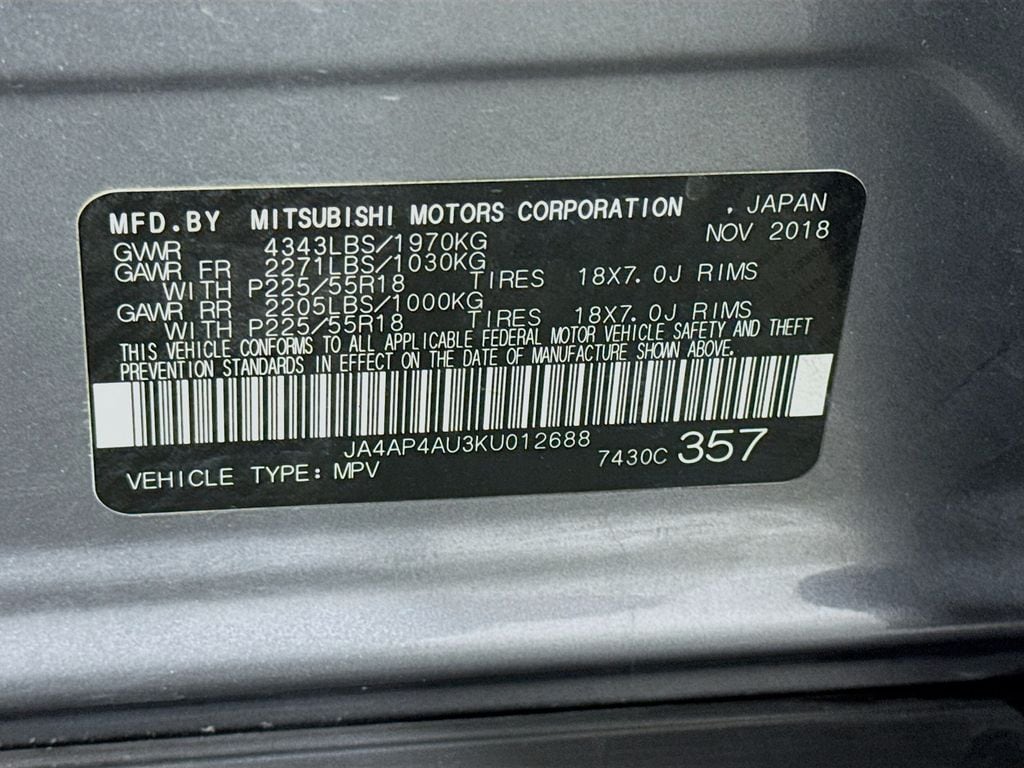 MFD.BY MITSUBISHI MOTORS CORPORATION , JAPAN
GVWR 4343LBS/1970KG NOV 2018
GAWR FR 2271LBS/1030KG
WITH P225/55R18 TIRES 18X7.0J RIMS
GAWR RR 2205LBS/1000KG
WITH P225/55R18 TIRES 18X7.0J RIMS
THIS VEHICLE CONFORMS TO ALL APPLICABLE FEDERAL MOTOR VEHICLE SAFETY AND THEFT
PREVENTION STANDARDS IN EFFECT ON THE DATE OF MANUFACTURE SHOWN ABOVE.
JA4AP4AU3KU012688
VEHICLE TYPE: MPV 7430C 357